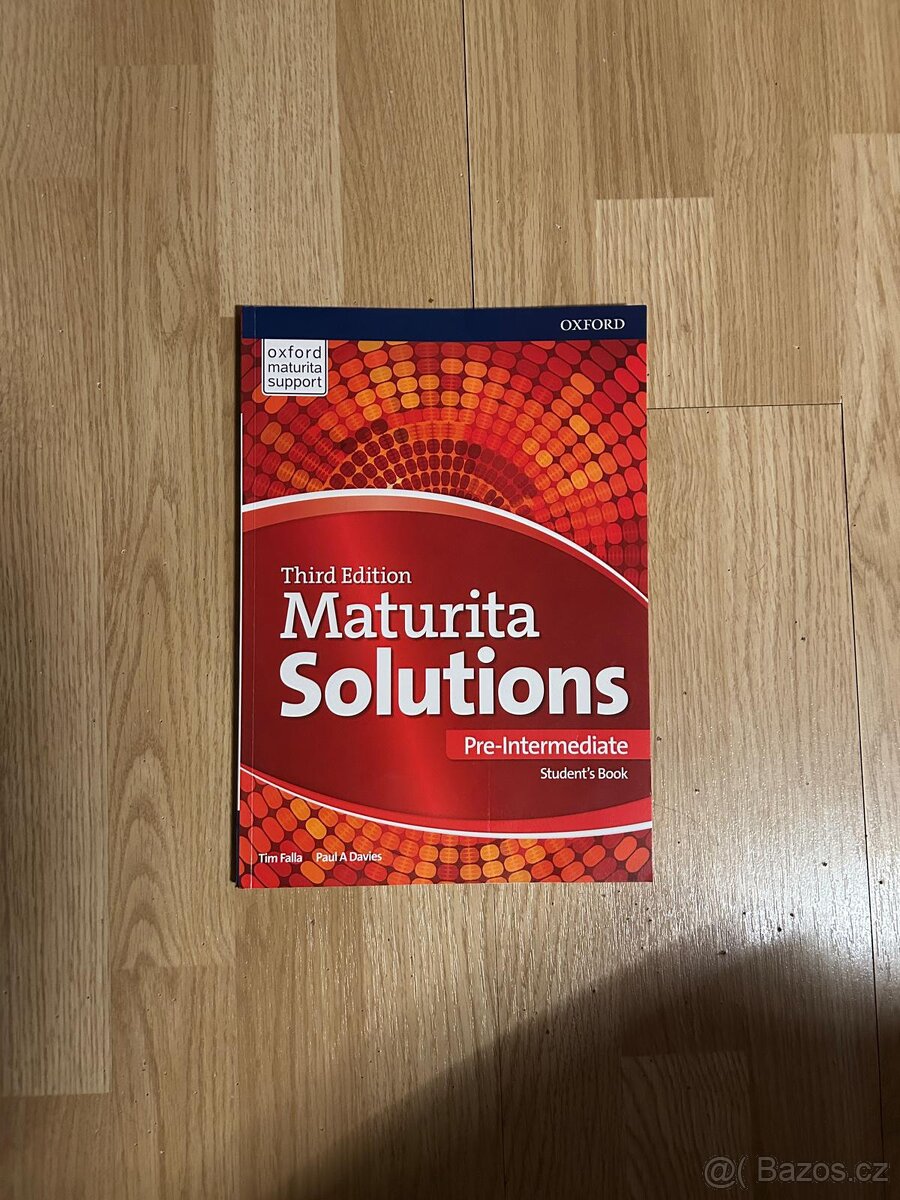 OXFORD
oxford
maturita
support
Third Edition
Maturita
Solutions
Pre-Intermediate
Student's Book
Tim Falla Paul A Davies
@( Bazos.cz